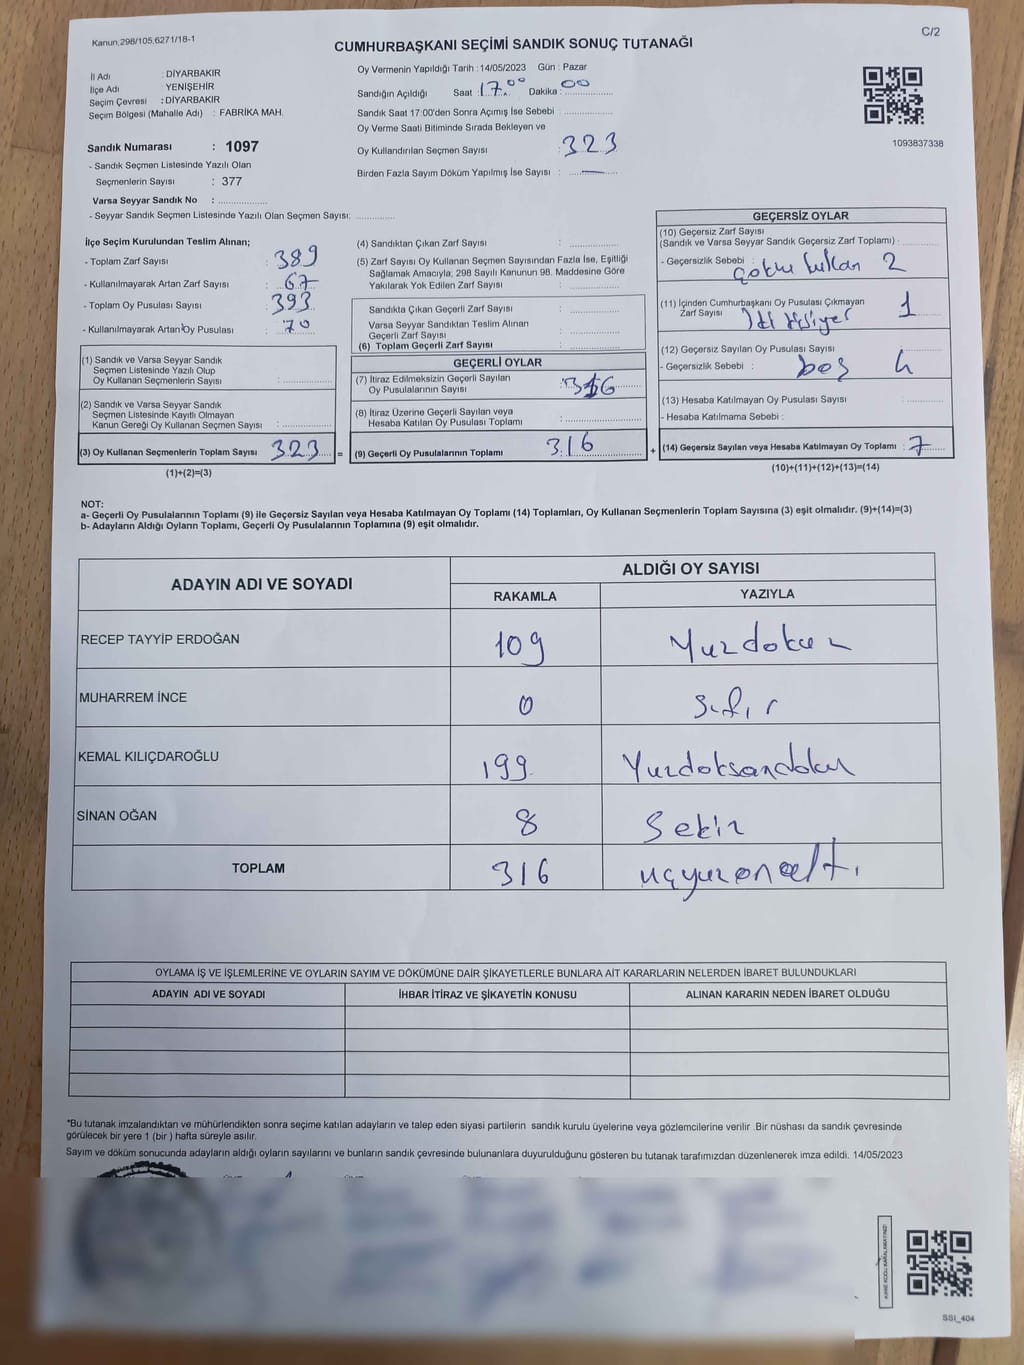 Kanun,298/105,6271/18-1
C/2
CUMHURBAŞKANI SEÇİMİ SANDIK SONUÇ TUTANAĞI
İl Adı : DİYARBAKIR
İlçe Adı YENİŞEHİR
Seçim Çevresi : DİYARBAKIR
Seçim Bölgesi (Mahalle Adı) : FABRİKA MAH.
Sandık Numarası : 1097
- Sandık Seçmen Listesinde Yazılı Olan
Seçmenlerin Sayısı : 377
Varsa Seyyar Sandık No :
- Seyyar Sandık Seçmen Listesinde Yazılı Olan Seçmen Sayısı:
Oy Vermenin Yapıldığı Tarih : 14/05/2023 Gün : Pazar
Sandığın Açıldığı Saat : 17.00 Dakika : 00
Sandık Saat 17:00'den Sonra Açımış İse Sebebi :
Oy Verme Saati Bitiminde Sırada Bekleyen ve
Oy Kullandırılan Seçmen Sayısı : 323
Birden Fazla Sayım Döküm Yapılmış İse Sayısı : —
1093837338
İlçe Seçim Kurulundan Teslim Alınan;
- Toplam Zarf Sayısı : 389
- Kullanılmayarak Artan Zarf Sayısı : 67
- Toplam Oy Pusulası Sayısı : 393
- Kullanılmayarak Artan Oy Pusulası : 70
(1) Sandık ve Varsa Seyyar Sandık
Seçmen Listesinde Yazılı Olup
Oy Kullanan Seçmenlerin Sayısı :
(2) Sandık ve Varsa Seyyar Sandık
Seçmen Listesinde Kayıtlı Olmayan
Kanun Gereği Oy Kullanan Seçmen Sayısı :
(3) Oy Kullanan Seçmenlerin Toplam Sayısı 323 =
(1)+(2)=(3)
(4) Sandıktan Çıkan Zarf Sayısı :
(5) Zarf Sayısı Oy Kullanan Seçmen Sayısından Fazla İse, Eşitliği
Sağlamak Amacıyla; 298 Sayılı Kanunun 98. Maddesine Göre
Yakılarak Yok Edilen Zarf Sayısı :
Sandıkta Çıkan Geçerli Zarf Sayısı :
Varsa Seyyar Sandıktan Teslim Alınan
Geçerli Zarf Sayısı :
(6) Toplam Geçerli Zarf Sayısı :
GEÇERLİ OYLAR
(7) İtiraz Edilmeksizin Geçerli Sayılan
Oy Pusulasının Sayısı : 316
(8) İtiraz Üzerine Geçerli Sayılan veya
Hesaba Katılan Oy Pusulası Toplamı :
(9) Geçerli Oy Pusulalarının Toplamı 316 +
GEÇERSİZ OYLAR
(10) Geçersiz Zarf Sayısı
(Sandık ve Varsa Seyyar Sandık Geçersiz Zarf Toplamı) :
- Geçersizlik Sebebi : 2
(11) İçinden Cumhurbaşkanı Oy Pusulası Çıkmayan
Zarf Sayısı 1
(12) Geçersiz Sayılan Oy Pusulası Sayısı
- Geçersizlik Sebebi : boş 4
(13) Hesaba Katılmayan Oy Pusulası Sayısı :
- Hesaba Katılmama Sebebi :
(14) Geçersiz Sayılan veya Hesaba Katılmayan Oy Toplamı : 7
(10)+(11)+(12)+(13)=(14)
NOT:
a- Geçerli Oy Pusulalarının Toplamı (9) ile Geçersiz Sayılan veya Hesaba Katılmayan Oy Toplamı (14) Toplamları, Oy Kullanan Seçmenlerin Toplam Sayısına (3) eşit olmalıdır. (9)+(14)=(3)
b- Adayların Aldığı Oyların Toplamı, Geçerli Oy Pusulalarının Toplamına (9) eşit olmalıdır.
ADAYIN ADI VE SOYADI
ALDIĞI OY SAYISI
RAKAMLA YAZIYLA
RECEP TAYYİP ERDOĞAN 109 Yuzdokuz
MUHARREM İNCE 0 Sıfır
KEMAL KILIÇDAROĞLU 199 Yuzdoksandokuz
SİNAN OĞAN 8 Sekiz
TOPLAM 316 uçyuzonaltı
OYLAMA İŞ VE İŞLEMLERİNE VE OYLARIN SAYIM VE DÖKÜMÜNE DAİR ŞİKAYETLERLE BUNLARA AİT KARARLARIN NELERDEN İBARET BULUNDUKLARI
ADAYIN ADI VE SOYADI İHBAR İTİRAZ VE ŞİKAYETİN KONUSU ALINAN KARARIN NEDEN İBARET OLDUĞU
*Bu tutanak imzalandıktan ve mühürlendikten sonra seçime katılan adayların ve talep eden siyasi partilerin sandık kurulu üyelerine veya gözlemcilerine verilir .Bir nüshası da sandık çevresinde
görülecek bir yere 1 (bir ) hafta süreyle asılır.
Sayım ve döküm sonucunda adayların aldığı oyların sayılarını ve bunların sandık çevresinde bulunanlara duyurulduğunu gösteren bu tutanak tarafımızdan düzenlenerek imza edildi. 14/05/2023
SSI_404